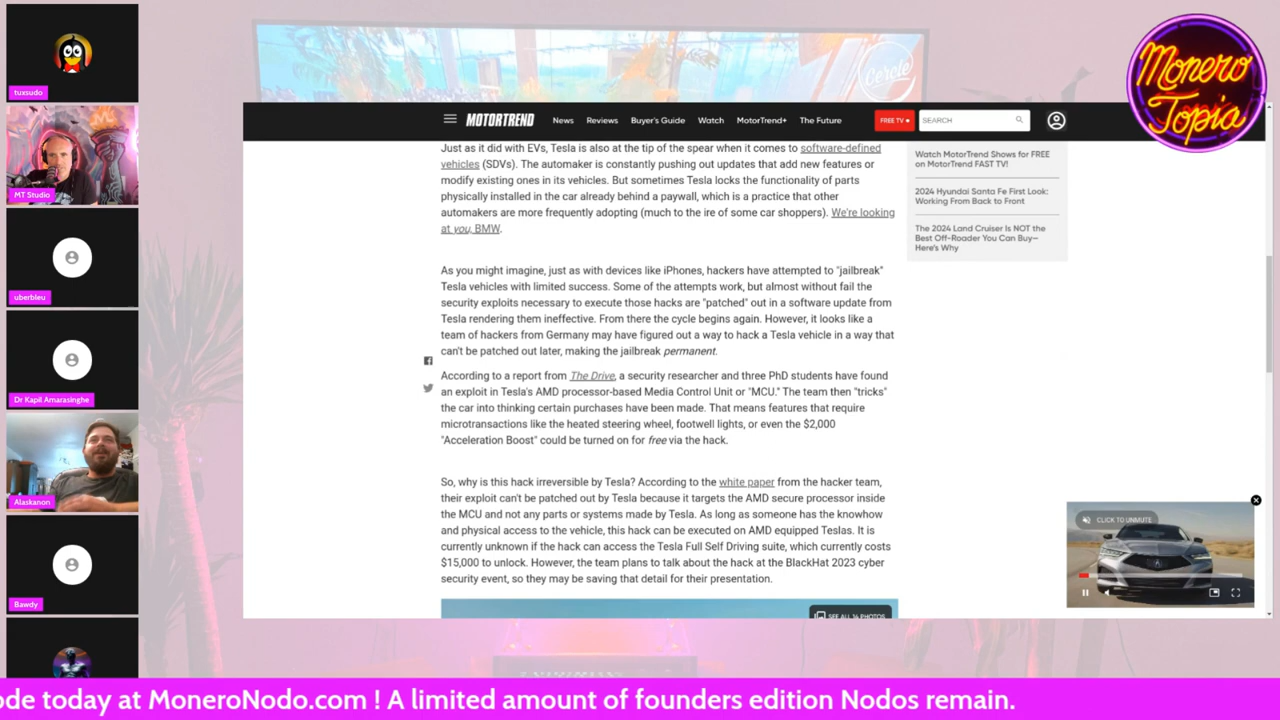 tuxsudo
MT Studio
uberbleu
Dr Kapil Amarasinghe
Alaskanon
Bawdy
Cercle
Monero
Topia
MOTORTREND
News
Reviews
Buyer's Guide
Watch
MotorTrend+
The Future
FREE TV
SEARCH
Just as it did with EVs, Tesla is also at the tip of the spear when it comes to software-defined
vehicles (SDVs). The automaker is constantly pushing out updates that add new features or
modify existing ones in its vehicles. But sometimes Tesla locks the functionality of parts
physically installed in the car already behind a paywall, which is a practice that other
automakers are more frequently adopting (much to the ire of some car shoppers). We're looking
at you, BMW.
As you might imagine, just as with devices like iPhones, hackers have attempted to "jailbreak"
Tesla vehicles with limited success. Some of the attempts work, but almost without fail the
security exploits necessary to execute those hacks are "patched" out in a software update from
Tesla rendering them ineffective. From there the cycle begins again. However, it looks like a
team of hackers from Germany may have figured out a way to hack a Tesla vehicle in a way that
can't be patched out later, making the jailbreak permanent.
According to a report from The Drive, a security researcher and three PhD students have found
an exploit in Tesla's AMD processor-based Media Control Unit or "MCU." The team then "tricks"
the car into thinking certain purchases have been made. That means features that require
microtransactions like the heated steering wheel, footwell lights, or even the $2,000
"Acceleration Boost" could be turned on for free via the hack.
So, why is this hack irreversible by Tesla? According to the white paper from the hacker team,
their exploit can't be patched out by Tesla because it targets the AMD secure processor inside
the MCU and not any parts or systems made by Tesla. As long as someone has the knowhow
and physical access to the vehicle, this hack can be executed on AMD equipped Teslas. It is
currently unknown if the hack can access the Tesla Full Self Driving suite, which currently costs
$15,000 to unlock. However, the team plans to talk about the hack at the BlackHat 2023 cyber
security event, so they may be saving that detail for their presentation.
SEE ALL 34 PHOTOS
Watch MotorTrend Shows for FREE
on MotorTrend FAST TV!
2024 Hyundai Santa Fe First Look:
Working From Back to Front
The 2024 Land Cruiser IS NOT the
Best Off-Roader You Can Buy—
Here's Why
CLICK TO UNMUTE
ode today at MoneroNodo.com ! A limited amount of founders edition Nodos remain.